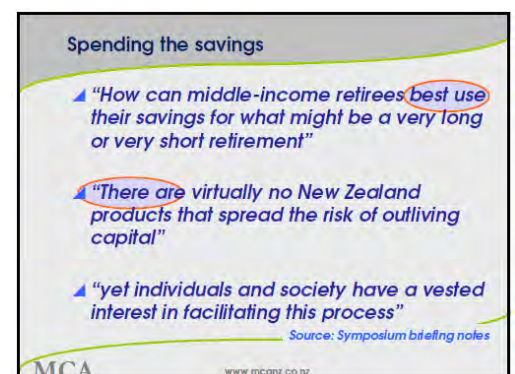 Spending the savings
"How can middle-income retirees best use
their savings for what might be a very long
or very short retirement"
"There are virtually no New Zealand
products that spread the risk of outliving
capital"
"yet individuals and society have a vested
interest in facilitating this process"
Source: Symposium briefing notes
MCA
www.mcanz.co.nz